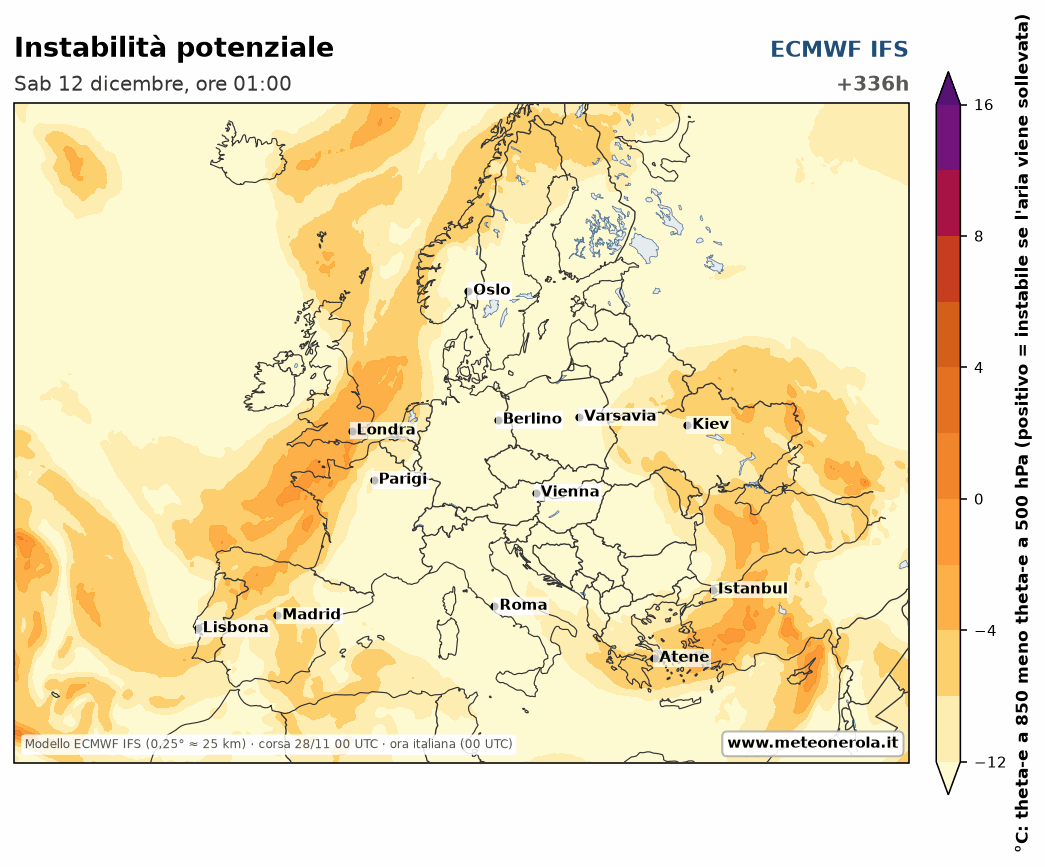 Instabilità potenziale
ECMWF IFS
Sab 12 dicembre, ore 01:00
+336h
Oslo
Berlino
Varsavia
Kiev
Londra
Parigi
Vienna
Istanbul
Roma
Madrid
Lisbona
Atene
Modello ECMWF IFS (0,25° ≈ 25 km) · corsa 28/11 00 UTC · ora italiana (00 UTC)
www.meteonerola.it
16
8
4
0
−4
−12
°C: theta-e a 850 meno theta-e a 500 hPa (positivo = instabile se l'aria viene sollevata)